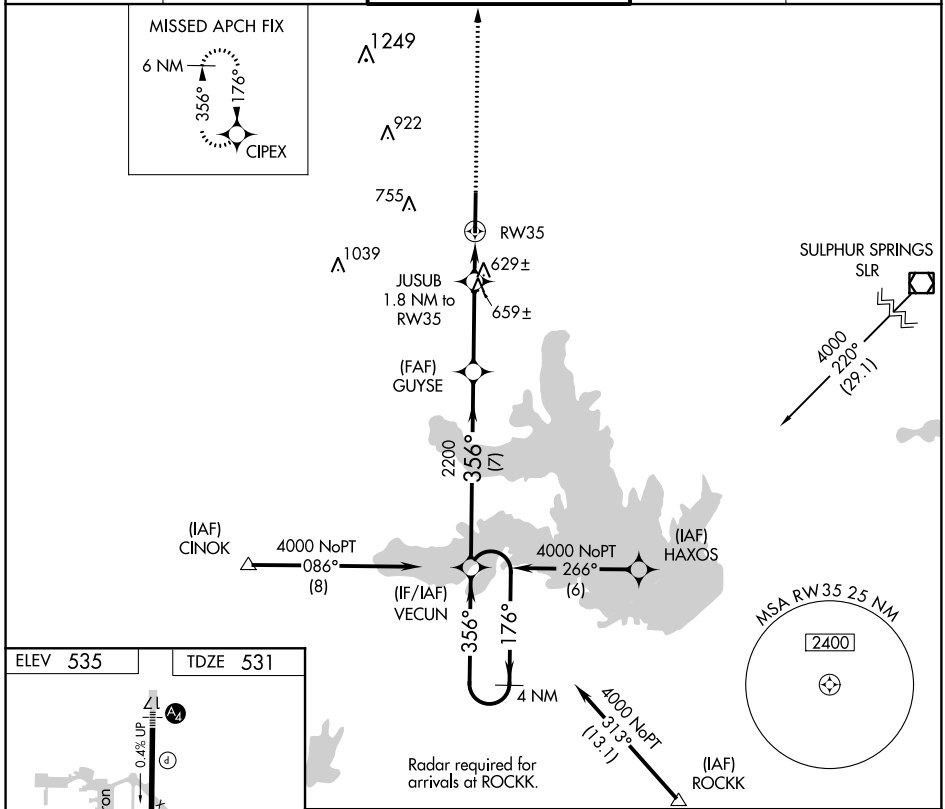 MISSED APCH FIX
6 NM
356°
176°
CIPEX
1249
922
755
1039
RW35
JUSUB
1.8 NM to
RW35
629±
659±
SULPHUR SPRINGS
SLR
4000
220°
(29.1)
(FAF)
GUYSE
2200
356°
(7)
(IAF)
CINOK
4000 NoPT
086°
(8)
(IF/IAF)
VECUN
4000 NoPT
266°
(6)
(IAF)
HAXOS
356°
176°
4 NM
MSA RW35 25 NM
2400
4000 NoPT
313°
(13.1)
(IAF)
ROCKK
Radar required for
arrivals at ROCKK.
ELEV 535
TDZE 531
17
A4
0.4% UP
P